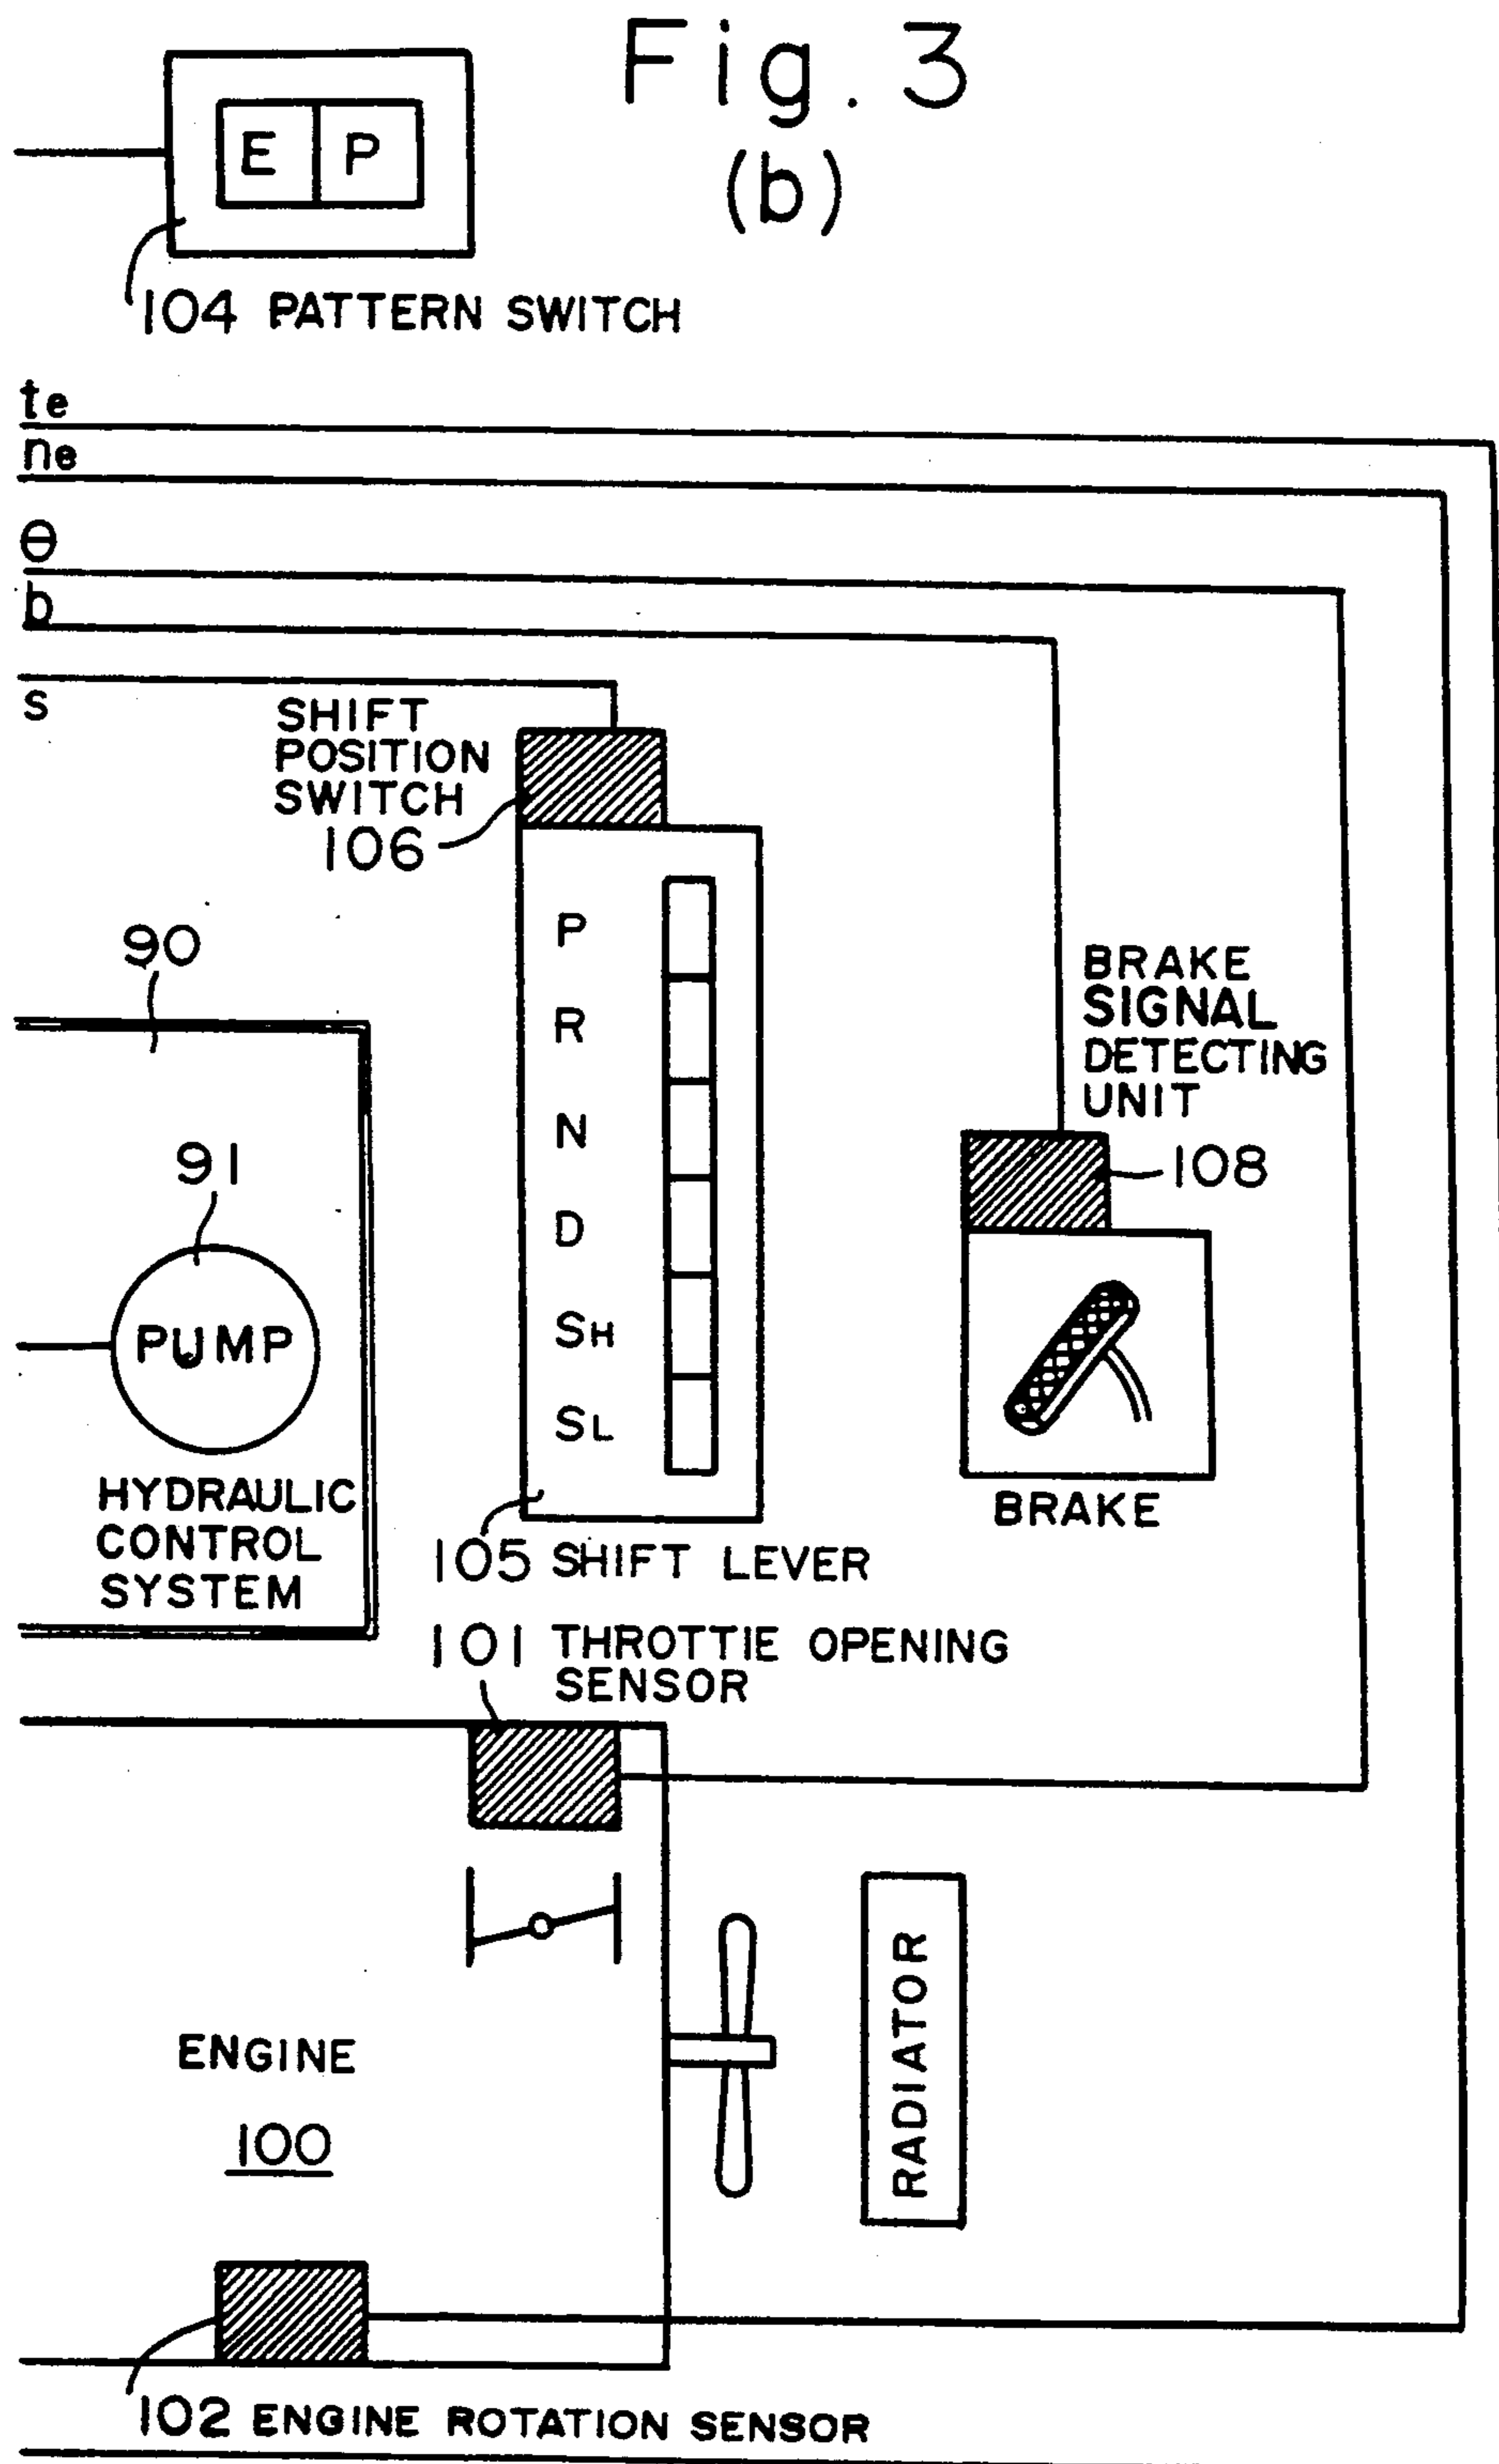 Fig. 3
(b)
E P
104 PATTERN SWITCH
te
ne
θ
b
s
SHIFT
POSITION
SWITCH
106
P
R
N
D
SH
SL
105 SHIFT LEVER
90
91
PUMP
HYDRAULIC
CONTROL
SYSTEM
BRAKE
SIGNAL
DETECTING
UNIT
108
BRAKE
101 THROTTIE OPENING
SENSOR
ENGINE
100
RADIATOR
102 ENGINE ROTATION SENSOR